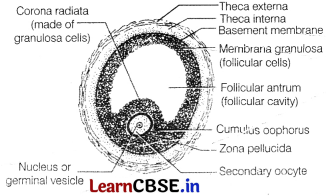 Corona radiata
(made of
granulosa cells)
Theca externa
Theca interna
Basement membrane
Membraria granulosa
(follicular cells)
Follicular antrum
(follicular cavity)
Cumulus oophorus
Zona pellucida
Secondary oocyte
Nucleus or
germinal vesicle
LearnCBSE.in